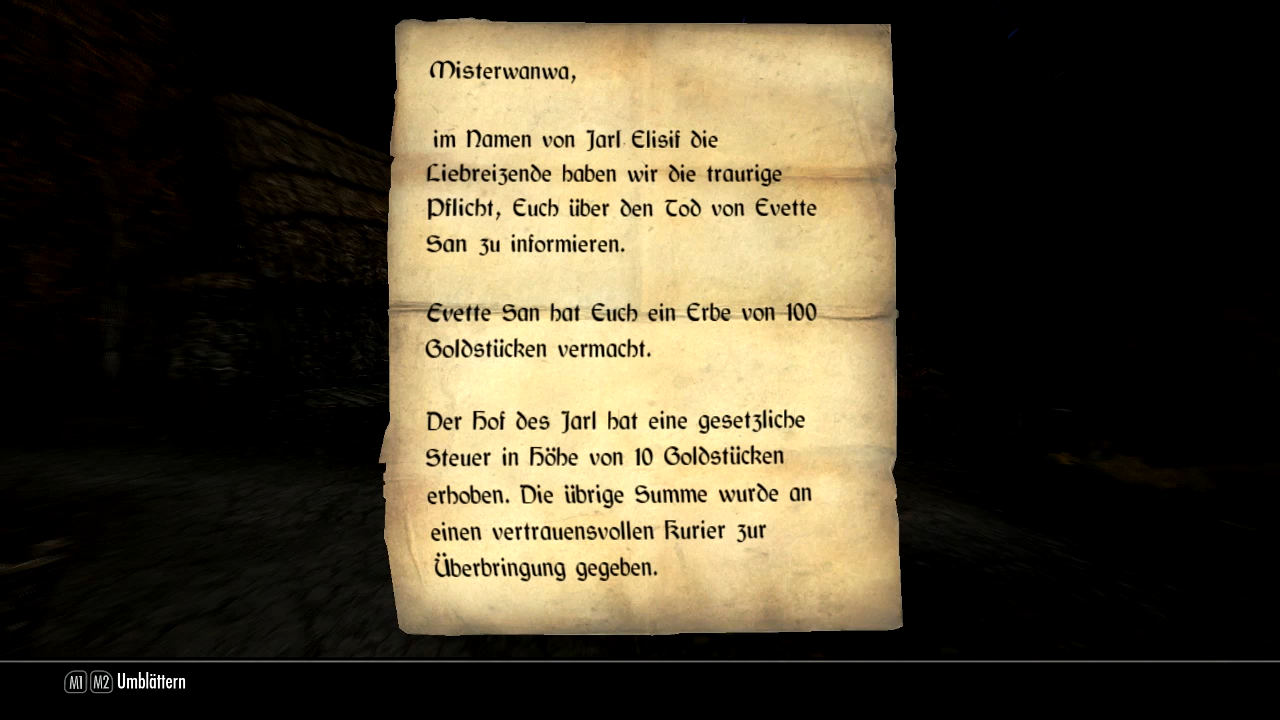 Misterwanwa,
im Namen von Jarl Elisif die
Liebreizende haben wir die traurige
Pflicht, Euch über den Tod von Evette
San zu informieren.
Evette San hat Euch ein Erbe von 100
Goldstücken vermacht.
Der Hof des Jarl hat eine gesetzliche
Steuer in Höhe von 10 Goldstücken
erhoben. Die übrige Summe wurde an
einen vertrauensvollen Kurier zur
Überbringung gegeben.
M1 M2 Umblättern